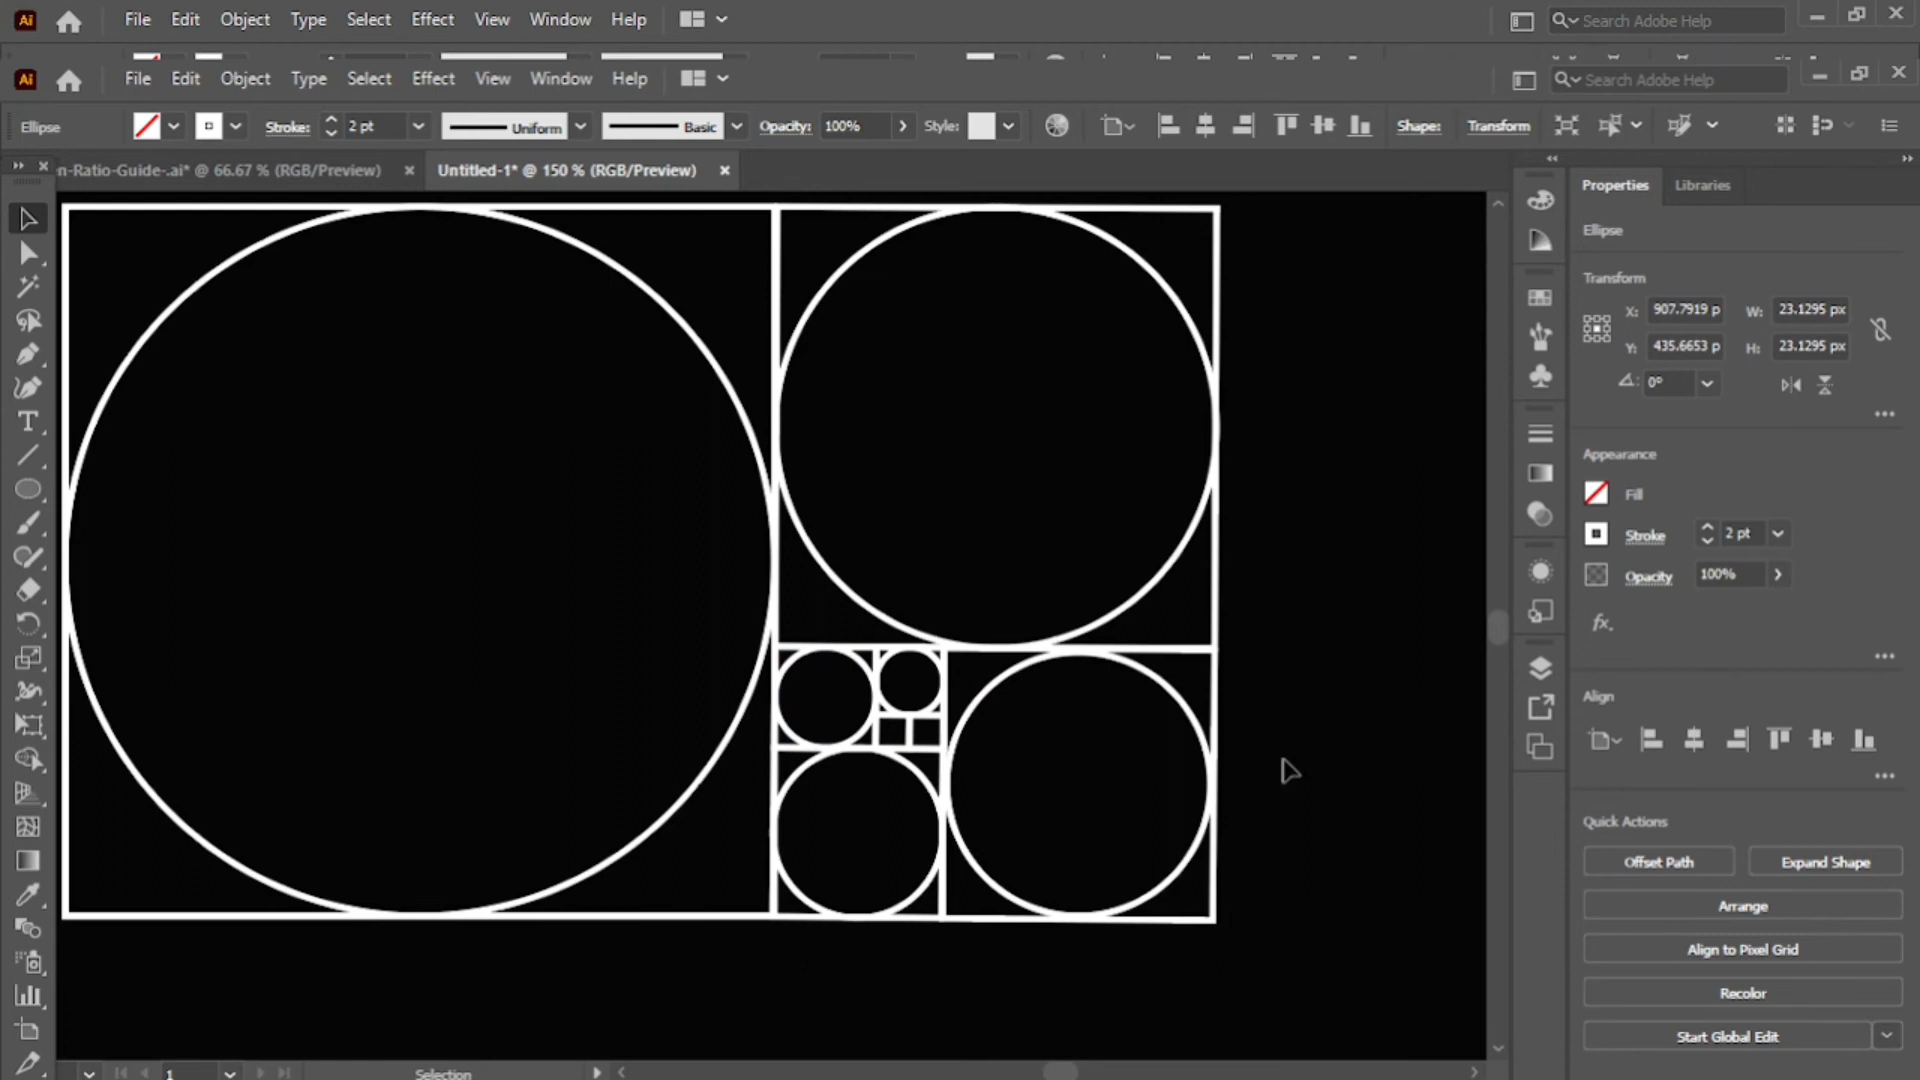 Ai File Edit Object Type Select Effect View Window Help Search Adobe Help
Ai File Edit Object Type Select Effect View Window Help Search Adobe Help
Ellipse Stroke: 2 pt Uniform Basic Opacity: 100% Style: Shape: Transform
n-Ratio-Guide-.ai* @ 66.67 % (RGB/Preview) × Untitled-1* @ 150 % (RGB/Preview) ×
Properties Libraries
Ellipse
Transform
X: 907.7919 p W: 23.1295 px
Y: 435.6653 p H: 23.1295 px
0°
Appearance
Fill
Stroke 2 pt
Opacity 100%
fx.
Align
Quick Actions
Offset Path Expand Shape
Arrange
Align to Pixel Grid
Recolor
Start Global Edit
1 Selection